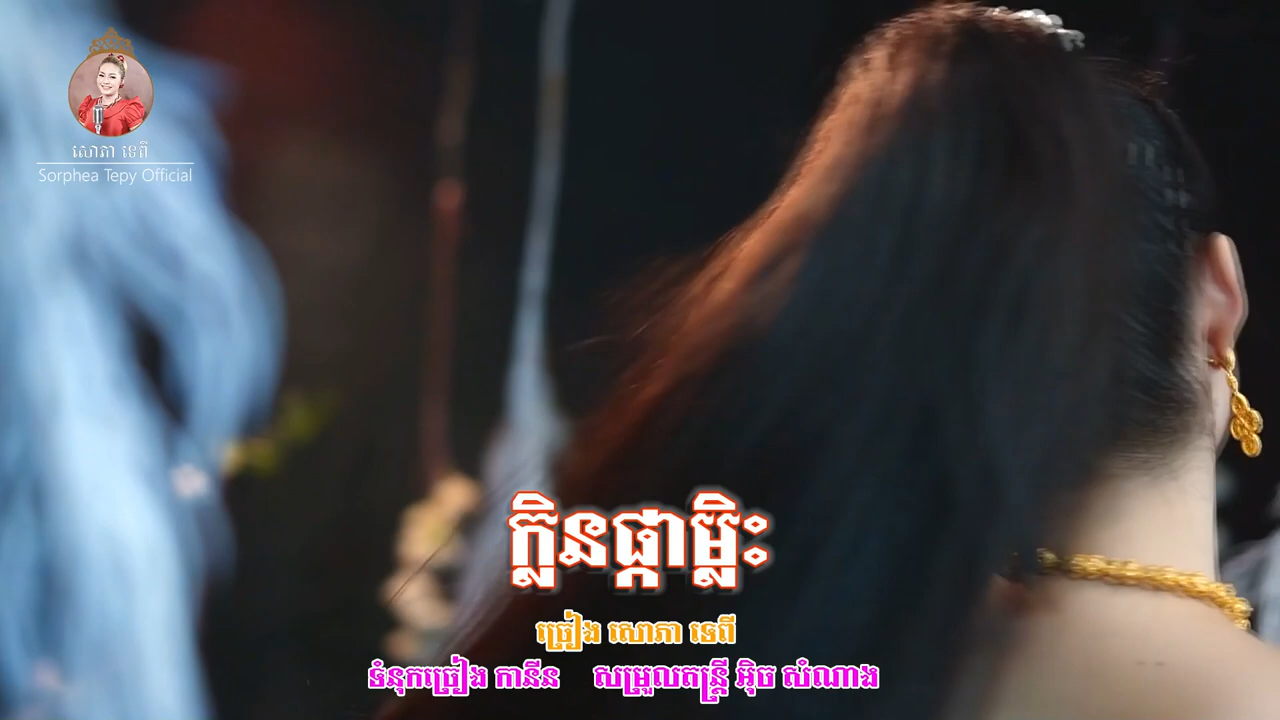 សោភា ទេពី
Sorphea Tepy Official
ក្លិនផ្កាម្លិះ
ច្រៀង សោភា ទេពី
ទំនុកច្រៀង កានីន សម្រួលតន្ត្រី អ៊ិច សំណាង